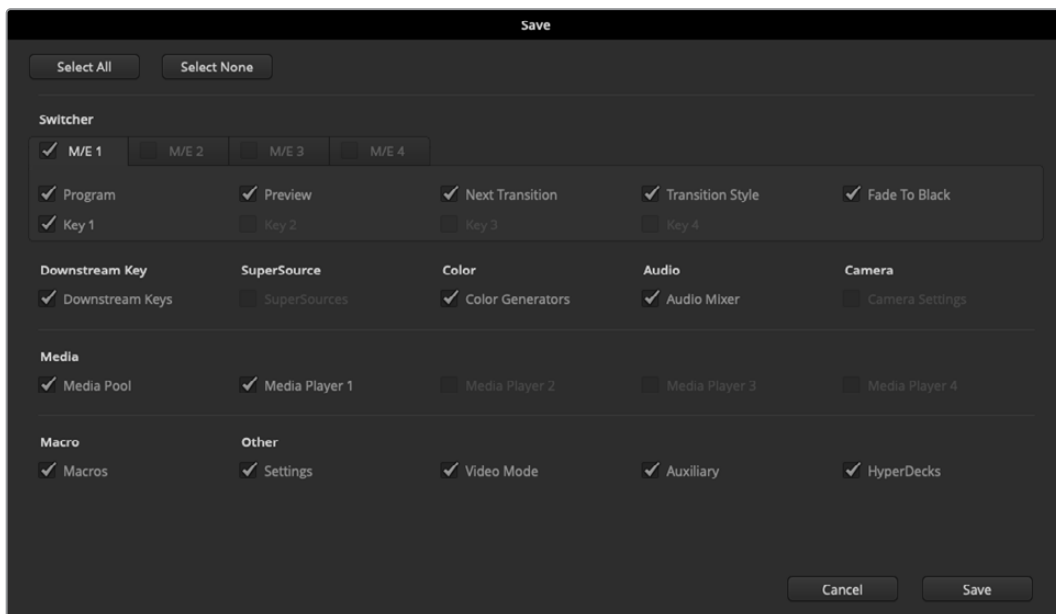 Save
Select All Select None
Switcher
M/E 1 M/E 2 M/E 3 M/E 4
Program Preview Next Transition Transition Style Fade To Black
Key 1 Key 2 Key 3 Key 4
Downstream Key SuperSource Color Audio Camera
Downstream Keys SuperSources Color Generators Audio Mixer Camera Settings
Media
Media Pool Media Player 1 Media Player 2 Media Player 3 Media Player 4
Macro Other
Macros Settings Video Mode Auxiliary HyperDecks
Cancel Save